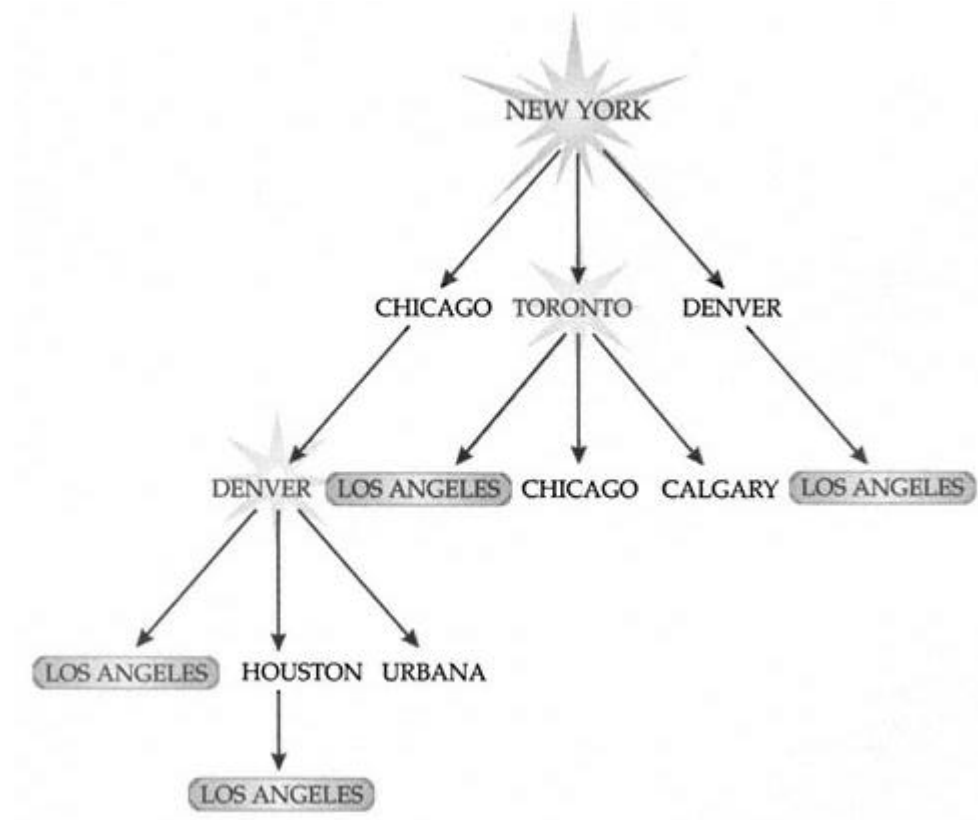 NEW YORK
CHICAGO TORONTO DENVER
DENVER LOS ANGELES CHICAGO CALGARY LOS ANGELES
LOS ANGELES HOUSTON URBANA
LOS ANGELES